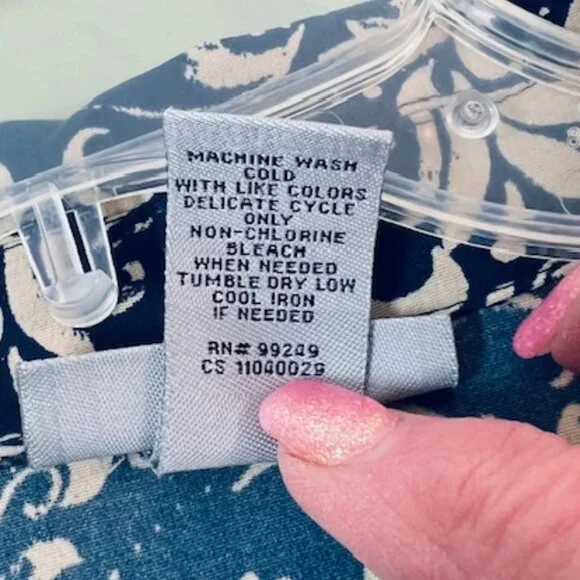 MACHINE WASH
COLD
WITH LIKE COLORS
DELICATE CYCLE
ONLY
NON-CHLORINE
BLEACH
WHEN NEEDED
TUMBLE DRY LOW
COOL IRON
IF NEEDED
RN# 99249
CS 11040029